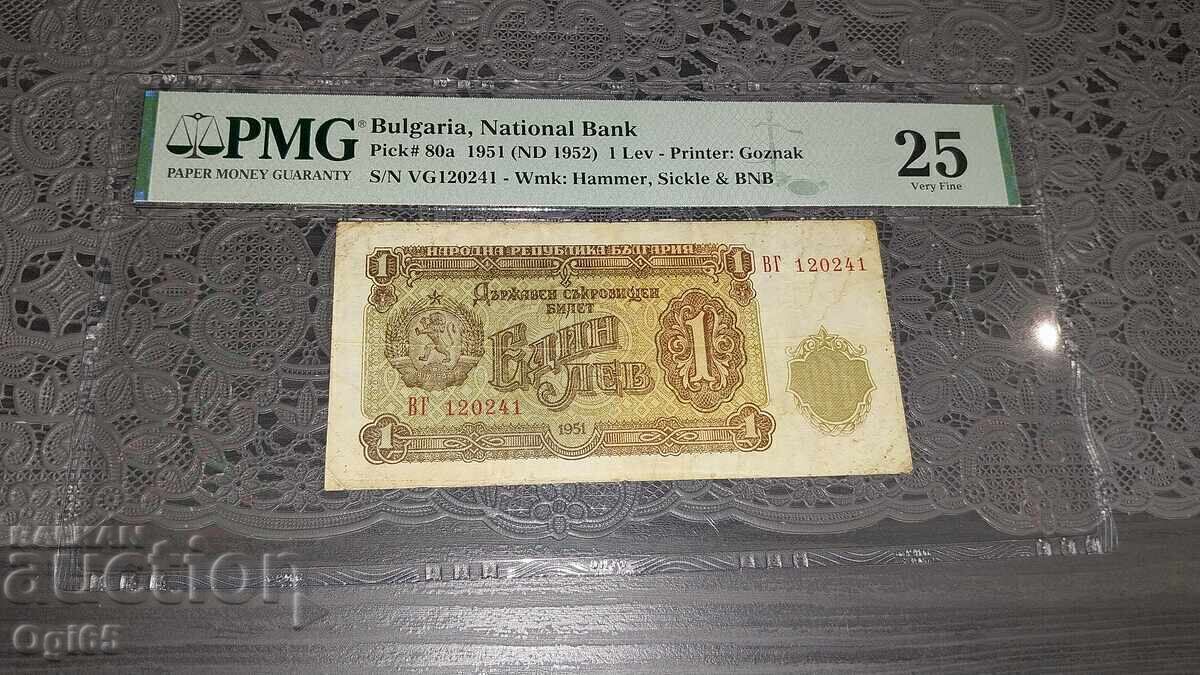 PMG®
PAPER MONEY GUARANTY
Bulgaria, National Bank
Pick# 80a 1951 (ND 1952) 1 Lev - Printer: Goznak
S/N VG120241 - Wmk: Hammer, Sickle & BNB
25
Very Fine
НАРОДНА РЕПУБЛИКА БЪЛГАРИЯ
1
1
ВГ 120241
ДЪРЖАВЕН СЪКРОВИЩЕН
БИЛЕТ
ЕДИН
ЛЕВ
1
ВГ 120241
1
1951
1
BALKAN
auction
Ogi65